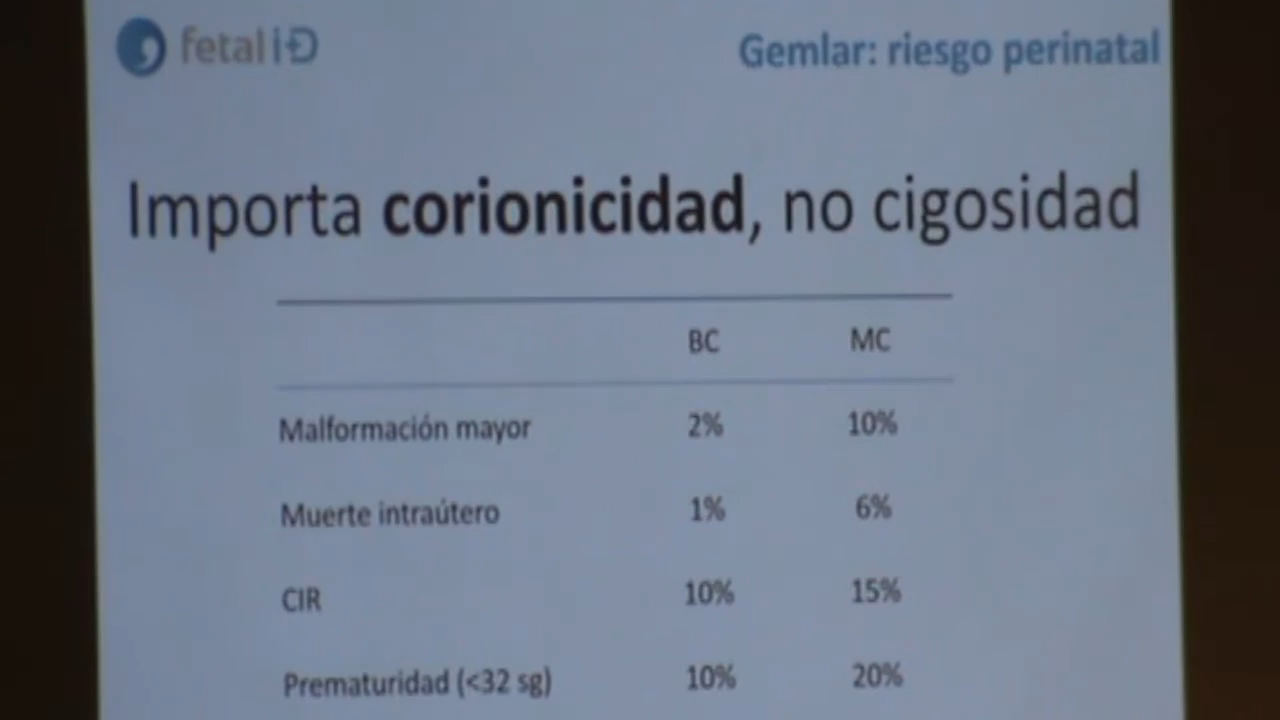 fetal iD
Gemlar: riesgo perinatal
Importa corionicidad, no cigosidad
BC MC
Malformación mayor 2% 10%
Muerte intraútero 1% 6%
CIR 10% 15%
Prematuridad (<32 sg) 10% 20%